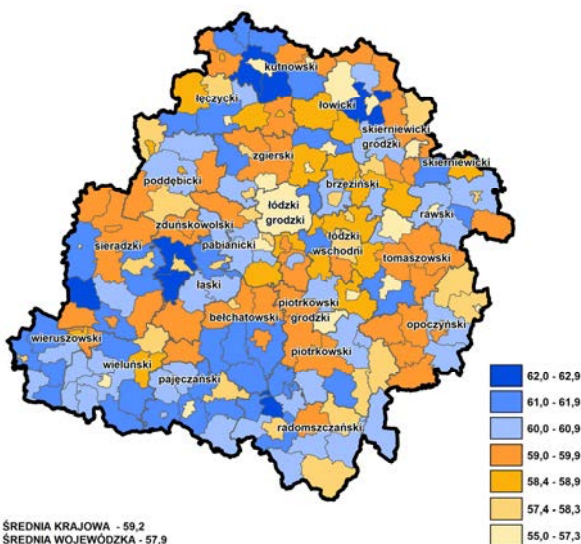 kutnowski
łęczycki
łowicki
skierniewicki
grodzki
zgierski
skierniewicki
brzeziński
poddębicki
łódzki
grodzki
rawski
zduńskowolski
łódzki
sieradzki
pabianicki
wschodni
tomaszowski
łaski
piotrkowski
bełchatowski
grodzki
opoczyński
wieruszowski
piotrkowski
wieluński
pajęczański
radomszczański
62,0 - 62,9
61,0 - 61,9
60,0 - 60,9
59,0 - 59,9
58,4 - 58,9
57,4 - 58,3
55,0 - 57,3
ŚREDNIA KRAJOWA - 59,2
ŚREDNIA WOJEWÓDZKA - 57,9